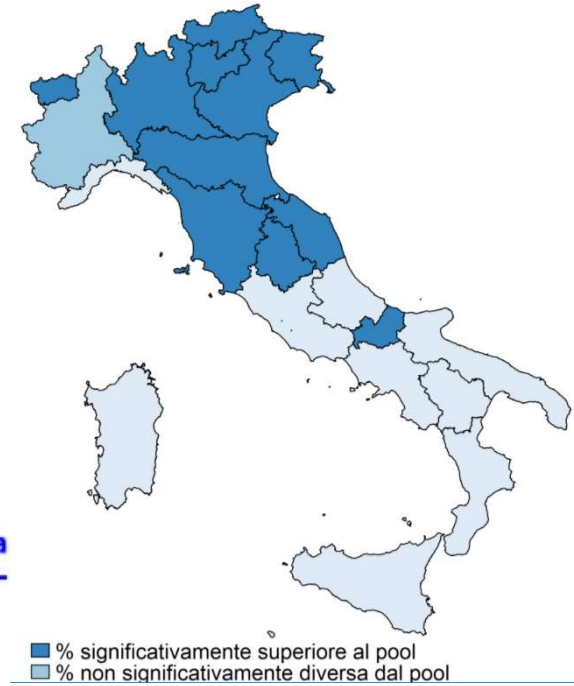 a
% significativamente superiore al pool
% non significativamente diversa dal pool